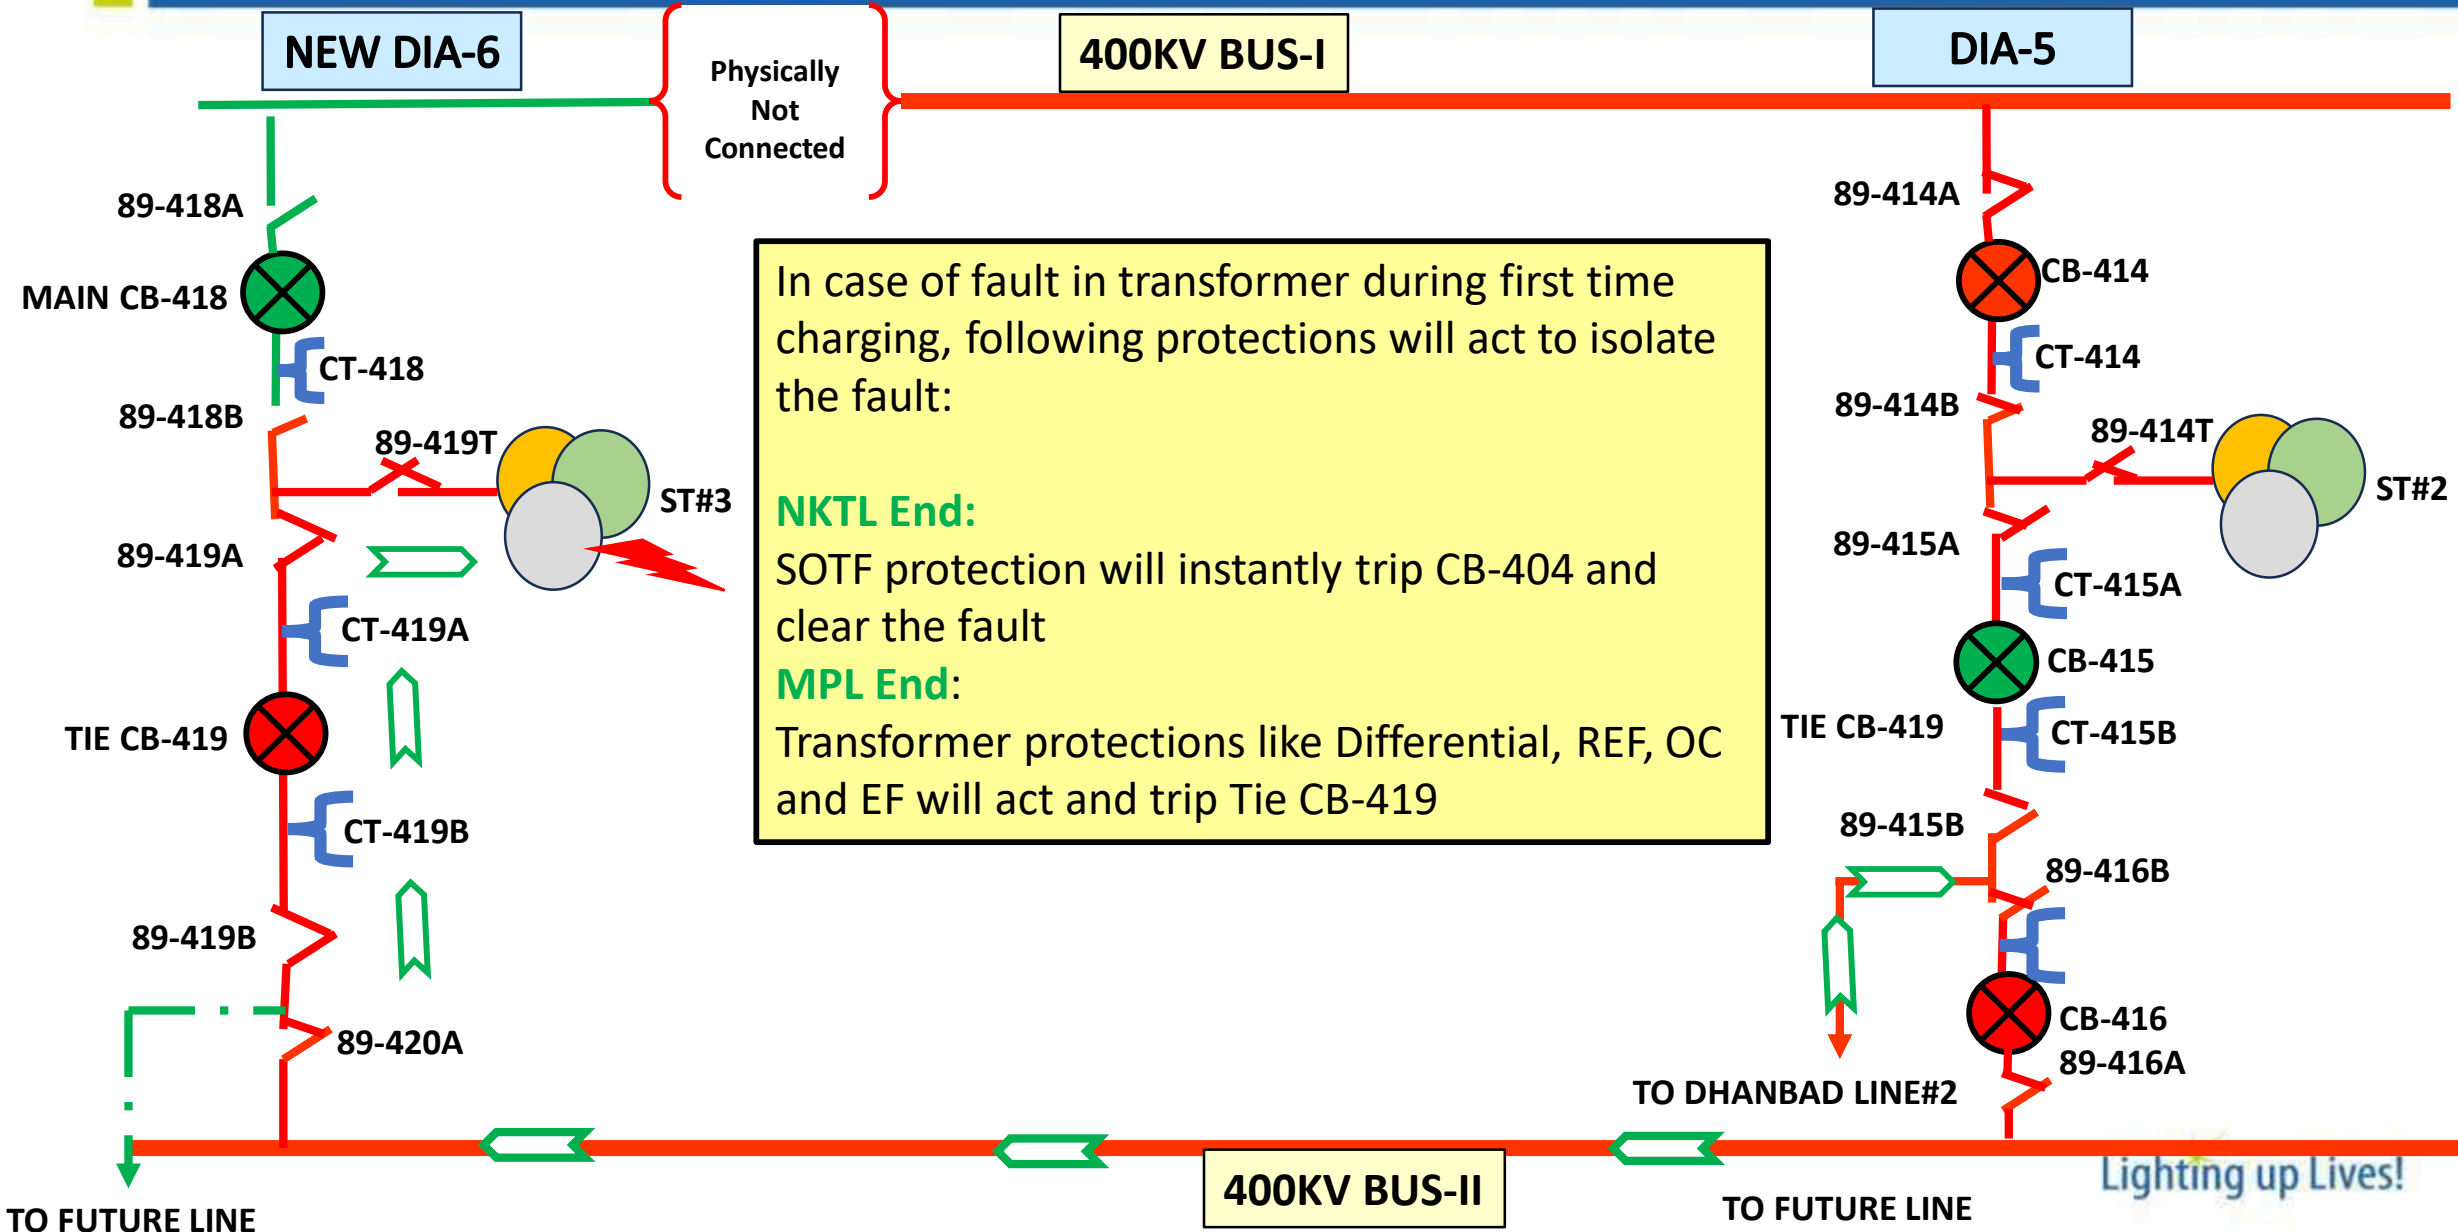 NEW DIA-6
Physically
Not
Connected
400KV BUS-I
DIA-5
89-418A
MAIN CB-418
CT-418
89-418B
89-419T
ST#3
89-419A
CT-419A
TIE CB-419
CT-419B
89-419B
89-420A
TO FUTURE LINE
In case of fault in transformer during first time
charging, following protections will act to isolate
the fault:
NKTL End:
SOTF protection will instantly trip CB-404 and
clear the fault
MPL End:
Transformer protections like Differential, REF, OC
and EF will act and trip Tie CB-419
89-414A
CB-414
CT-414
89-414B
89-414T
ST#2
89-415A
CT-415A
CB-415
TIE CB-419
CT-415B
89-415B
89-416B
CB-416
89-416A
TO DHANBAD LINE#2
400KV BUS-II
TO FUTURE LINE
Lighting up Lives!